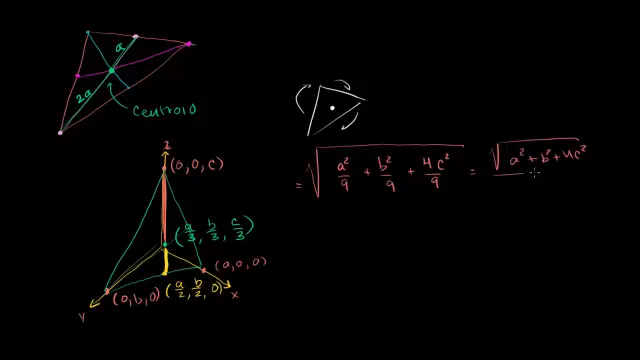 a
2a
centroid
z
(0, 0, c)
(a/3, b/3, c/3)
(a, 0, 0)
(0, b, 0)
(a/2, b/2, 0)
x
y
= √(a²/9 + b²/9 + 4c²/9) = √(a² + b² + 4c²)